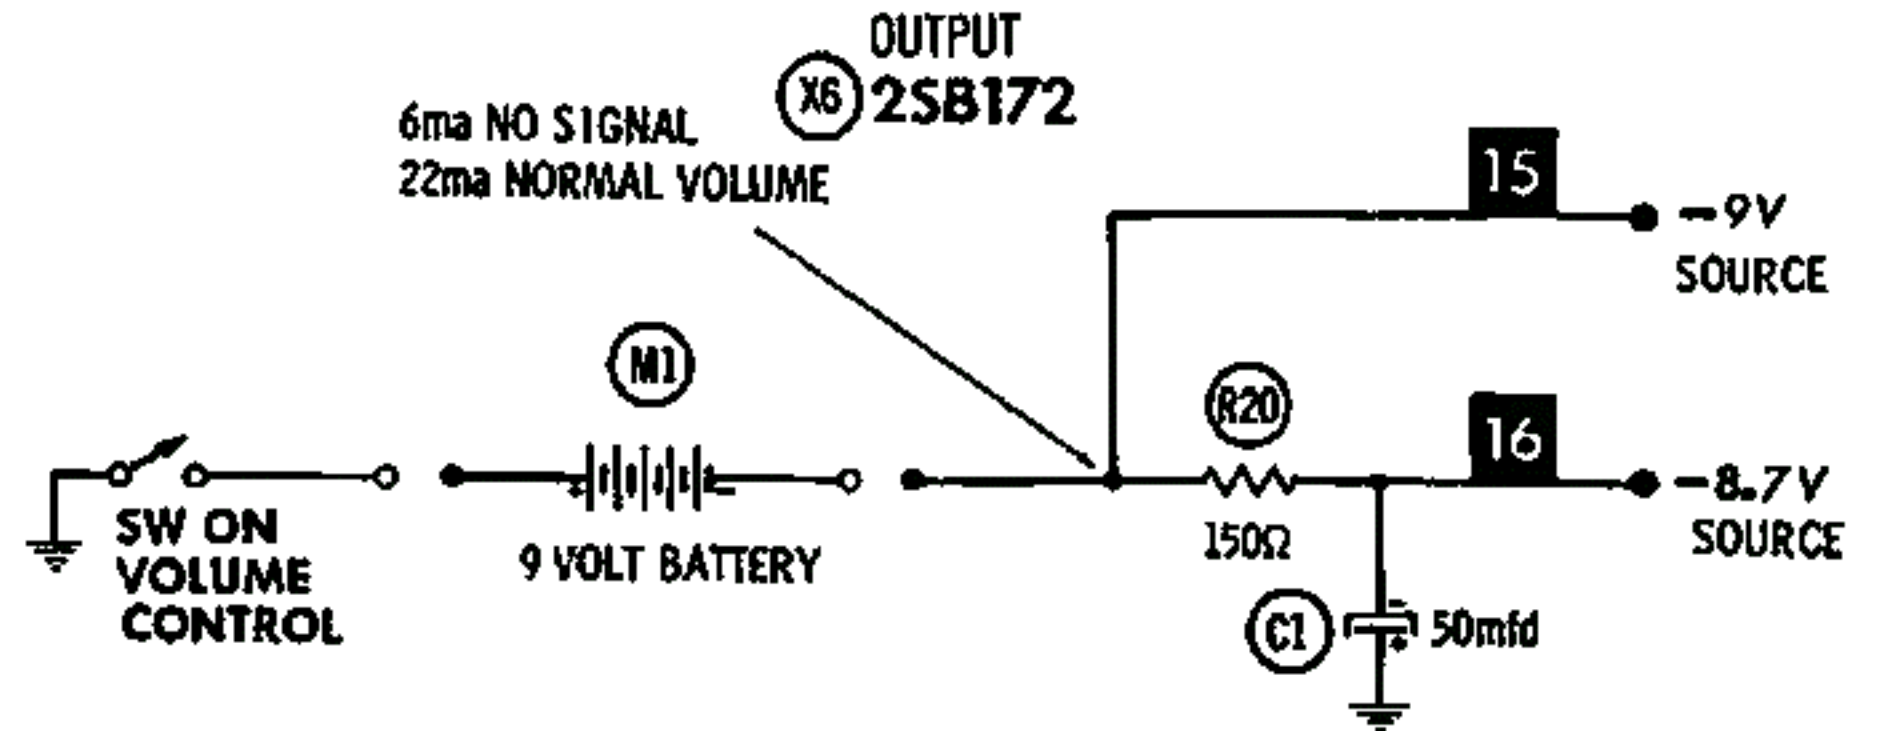 OUTPUT
X6 2SB172
6ma NO SIGNAL
22ma NORMAL VOLUME
15
-9V
SOURCE
M1
R20
16
-8.7V
SOURCE
+ -
SW ON
VOLUME
CONTROL
9 VOLT BATTERY
150Ω
C1
-
+
50mfd